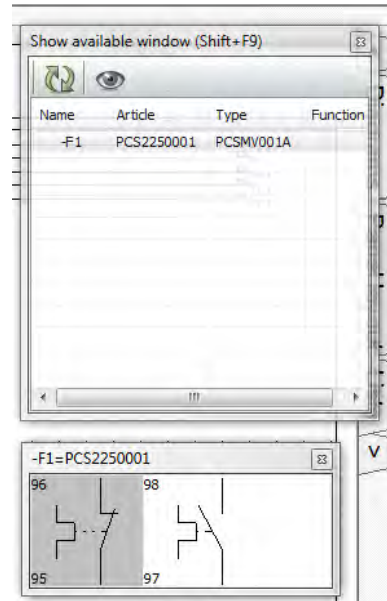 Show available window (Shift+F9)
Name Article Type Function
-F1 PCS2250001 PCSMV001A
V
-F1=PCS2250001
96 98
95 97